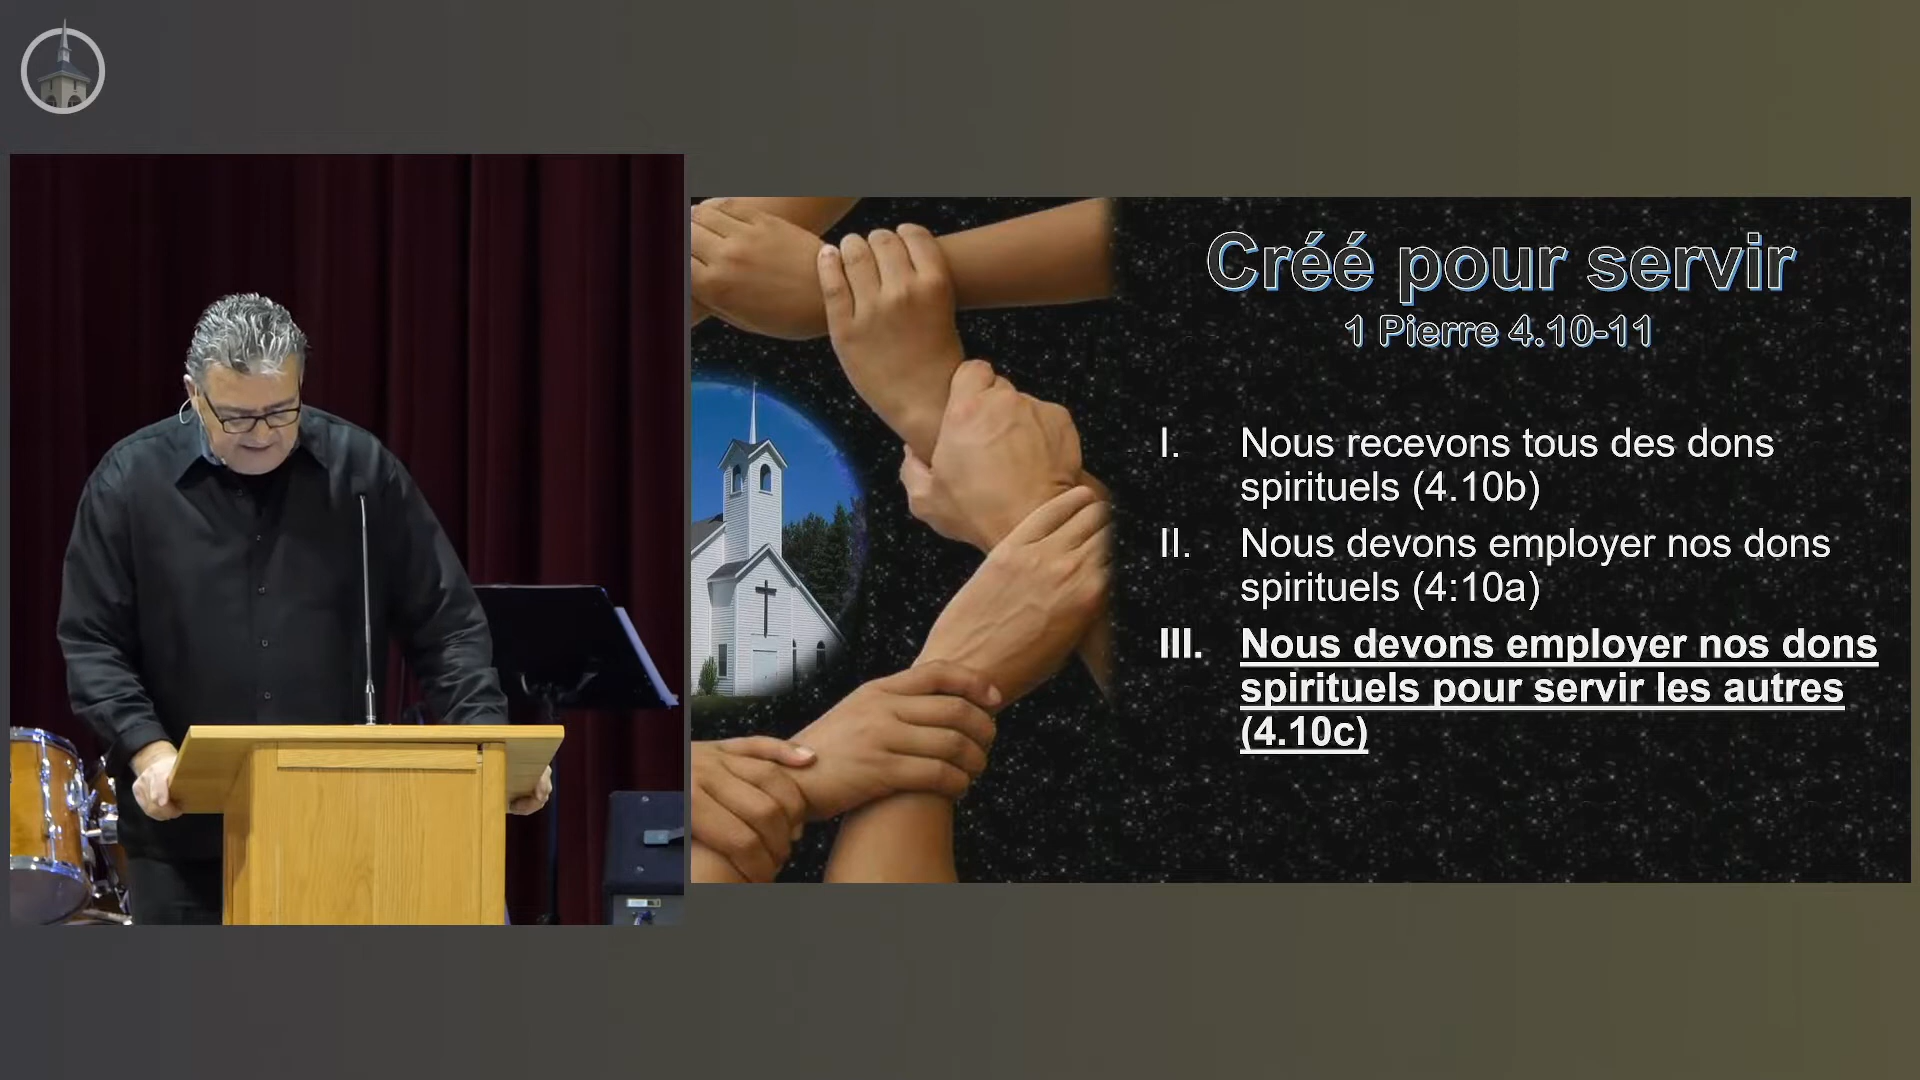 Créé pour servir
1 Pierre 4.10-11
I. Nous recevons tous des dons
spirituels (4.10b)
II. Nous devons employer nos dons
spirituels (4:10a)
III. Nous devons employer nos dons
spirituels pour servir les autres
(4.10c)